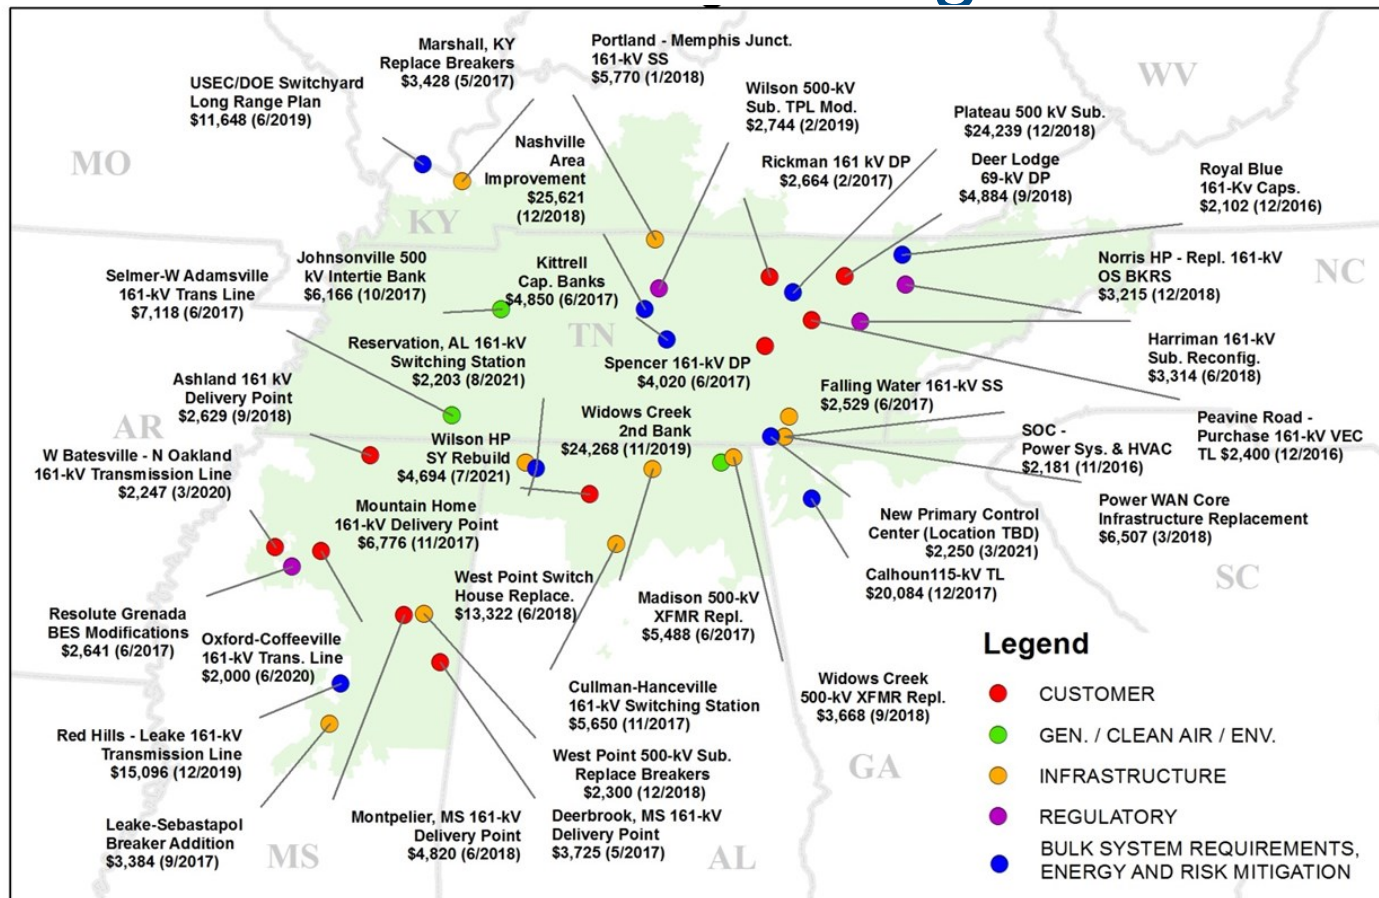 Marshall, KY
Replace Breakers
$3,428 (5/2017)
Portland - Memphis Junct.
161-kV SS
$5,770 (1/2018)
USEC/DOE Switchyard
Long Range Plan
$11,648 (6/2019)
Wilson 500-kV
Sub. TPL Mod.
$2,744 (2/2019)
WV
Plateau 500 kV Sub.
$24,239 (12/2018)
Nashville
Area
Improvement
$25,621
(12/2018)
Rickman 161 kV DP
$2,664 (2/2017)
Deer Lodge
69-kV DP
$4,884 (9/2018)
Royal Blue
161-Kv Caps.
$2,102 (12/2016)
MO
KY
Selmer-W Adamsville
161-kV Trans Line
$7,118 (6/2017)
Johnsonville 500
kV Intertie Bank
$6,166 (10/2017)
Kittrell
Cap. Banks
$4,850 (6/2017)
Norris HP - Repl. 161-kV
OS BKRS
$3,215 (12/2018)
NC
TN
Reservation, AL 161-kV
Switching Station
$2,203 (8/2021)
Spencer 161-kV DP
$4,020 (6/2017)
Harriman 161-kV
Sub. Reconfig.
$3,314 (6/2018)
Ashland 161 kV
Delivery Point
$2,629 (9/2018)
Falling Water 161-kV SS
$2,529 (6/2017)
AR
Widows Creek
2nd Bank
$24,268 (11/2019)
Peavine Road -
Purchase 161-kV VEC
TL $2,400 (12/2016)
SOC -
Power Sys. & HVAC
$2,181 (11/2016)
Wilson HP
SY Rebuild
$4,694 (7/2021)
W Batesville - N Oakland
161-kV Transmission Line
$2,247 (3/2020)
Mountain Home
161-kV Delivery Point
$6,776 (11/2017)
New Primary Control
Center (Location TBD)
$2,250 (3/2021)
Power WAN Core
Infrastructure Replacement
$6,507 (3/2018)
Calhoun115-kV TL
$20,084 (12/2017)
SC
West Point Switch
House Replace.
$13,322 (6/2018)
Madison 500-kV
XFMR Repl.
$5,488 (6/2017)
Resolute Grenada
BES Modifications
$2,641 (6/2017)
Oxford-Coffeeville
161-kV Trans. Line
$2,000 (6/2020)
Cullman-Hanceville
161-kV Switching Station
$5,650 (11/2017)
Widows Creek
500-kV XFMR Repl.
$3,668 (9/2018)
Red Hills - Leake 161-kV
Transmission Line
$15,096 (12/2019)
West Point 500-kV Sub.
Replace Breakers
$2,300 (12/2018)
GA
Leake-Sebastapol
Breaker Addition
$3,384 (9/2017)
MS
Montpelier, MS 161-kV
Delivery Point
$4,820 (6/2018)
Deerbrook, MS 161-kV
Delivery Point
$3,725 (5/2017)
AL
Legend
CUSTOMER
GEN. / CLEAN AIR / ENV.
INFRASTRUCTURE
REGULATORY
BULK SYSTEM REQUIREMENTS,
ENERGY AND RISK MITIGATION